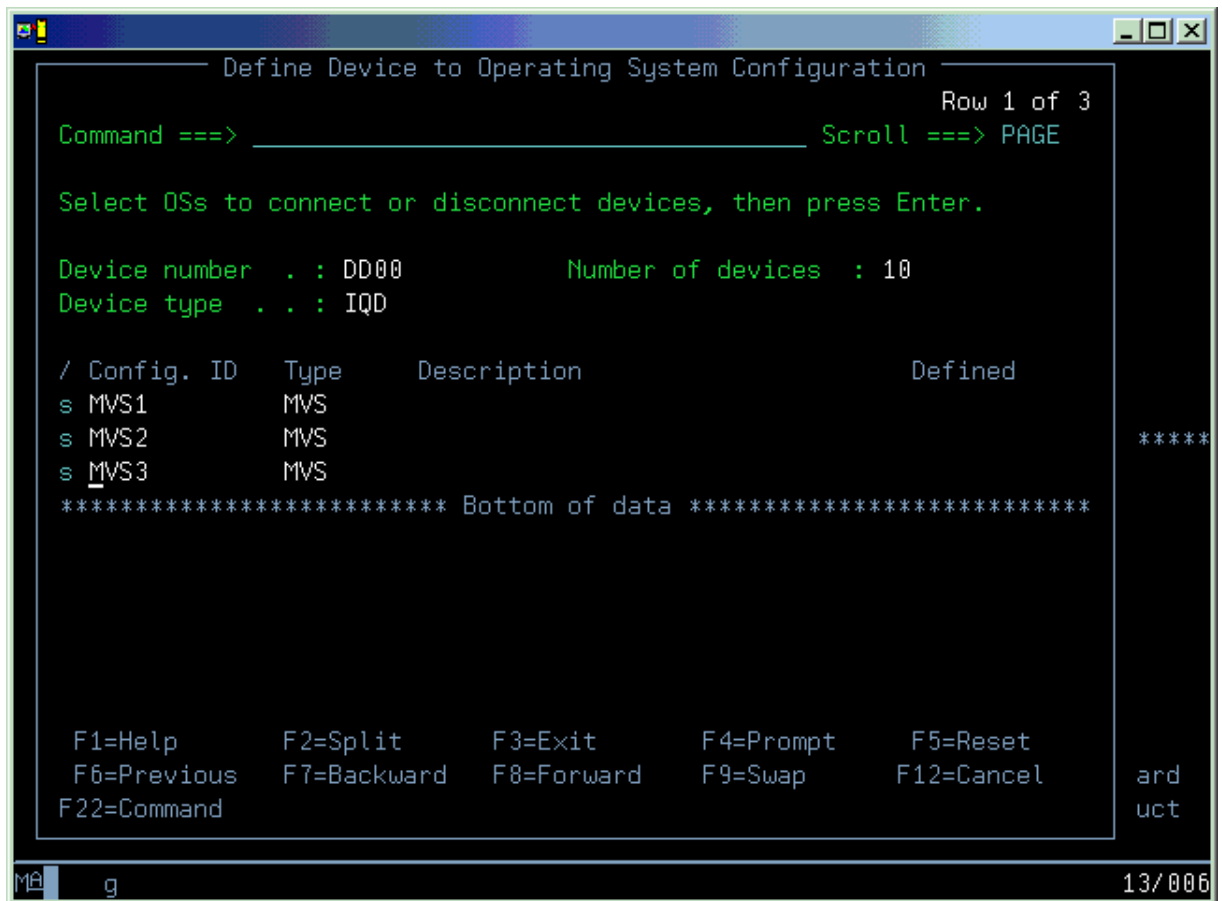 Define Device to Operating System Configuration
Row 1 of 3
Command ===> ____________________ Scroll ===> PAGE
Select OSs to connect or disconnect devices, then press Enter.
Device number . : DD00 Number of devices : 10
Device type . . : IQD
/ Config. ID Type Description Defined
s MVS1 MVS
s MVS2 MVS
*****
s MVS3 MVS
************************** Bottom of data ***************************
F1=Help F2=Split F3=Exit F4=Prompt F5=Reset
F6=Previous F7=Backward F8=Forward F9=Swap F12=Cancel
ard
F22=Command
uct
MA g 13/006